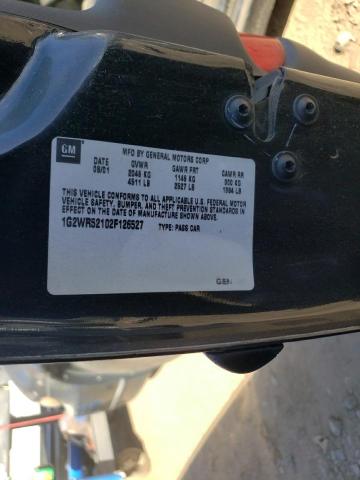 GM
MFD BY GENERAL MOTORS CORP
DATE GVWR GAWR FRT GAWR RR
2046 KG 1146 KG 900 KG
4511 LB 2527 LB 1984 LB
THIS VEHICLE CONFORMS TO ALL APPLICABLE U.S. FEDERAL MOTOR
VEHICLE SAFETY, BUMPER, AND THEFT PREVENTION STANDARDS IN
EFFECT ON THE DATE OF MANUFACTURE SHOWN ABOVE.
1G2WR52102F126527 TYPE: PASS CAR